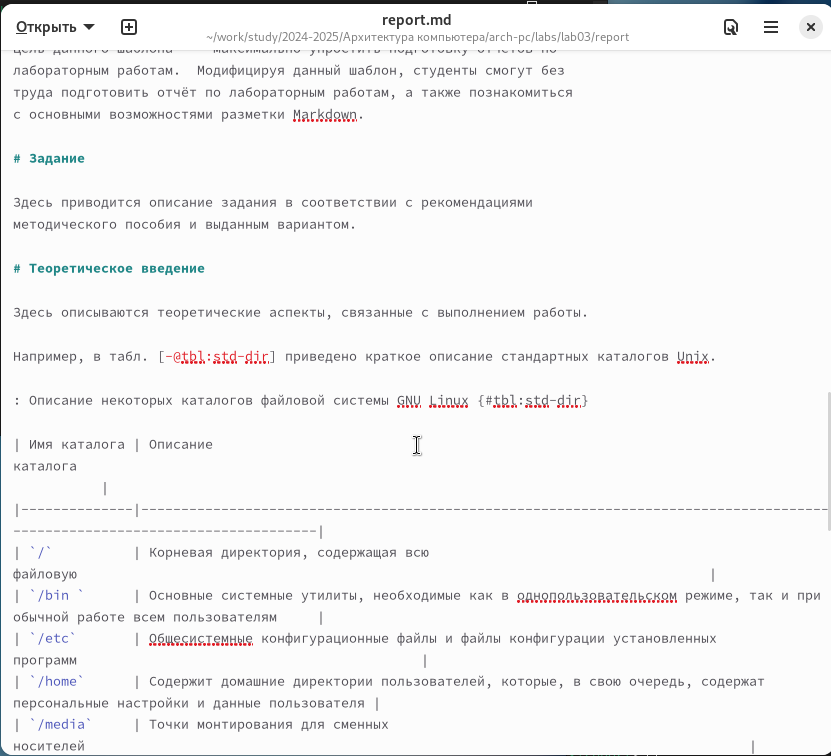 Открыть
report.md
~/work/study/2024-2025/Архитектура компьютера/arch-pc/labs/lab03/report
Цель данного шаблона --- максимально упростить подготовку отчётов по
лабораторным работам.  Модифицируя данный шаблон, студенты смогут без
труда подготовить отчёт по лабораторным работам, а также познакомиться
с основными возможностями разметки Markdown.
# Задание
Здесь приводится описание задания в соответствии с рекомендациями
методического пособия и выданным вариантом.
# Теоретическое введение
Здесь описываются теоретические аспекты, связанные с выполнением работы.
Например, в табл. [-@tbl:std-dir] приведено краткое описание стандартных каталогов Unix.
: Описание некоторых каталогов файловой системы GNU Linux {#tbl:std-dir}
| Имя каталога | Описание
каталога
|
|--------------|--------------------------------------------------------------------------------------
--------------------------------------|
| `/`          | Корневая директория, содержащая всю
файловую |
| `/bin `      | Основные системные утилиты, необходимые как в однопользовательском режиме, так и при
обычной работе всем пользователям     |
| `/etc`       | Общесистемные конфигурационные файлы и файлы конфигурации установленных
программ |
| `/home`      | Содержит домашние директории пользователей, которые, в свою очередь, содержат
персональные настройки и данные пользователя |
| `/media`     | Точки монтирования для сменных
носителей |